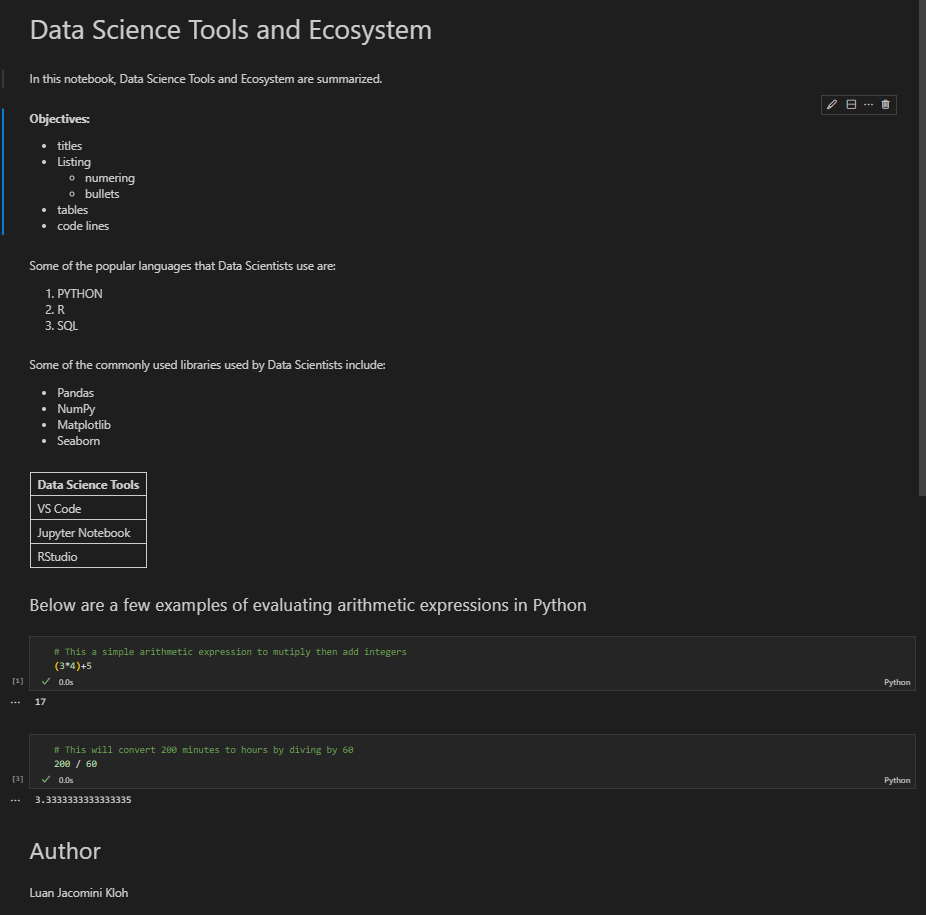 Data Science Tools and Ecosystem
In this notebook, Data Science Tools and Ecosystem are summarized.
Objectives:
titles
Listing
numering
bullets
tables
code lines
Some of the popular languages that Data Scientists use are:
1. PYTHON
2. R
3. SQL
Some of the commonly used libraries used by Data Scientists include:
Pandas
NumPy
Matplotlib
Seaborn
Data Science Tools
VS Code
Jupyter Notebook
RStudio
Below are a few examples of evaluating arithmetic expressions in Python
# This a simple arithmetic expression to mutiply then add integers
(3*4)+5
[1] 0.0s Python
17
# This will convert 200 minutes to hours by diving by 60
200 / 60
[3] 0.0s Python
3.3333333333333335
Author
Luan Jacomini Kloh